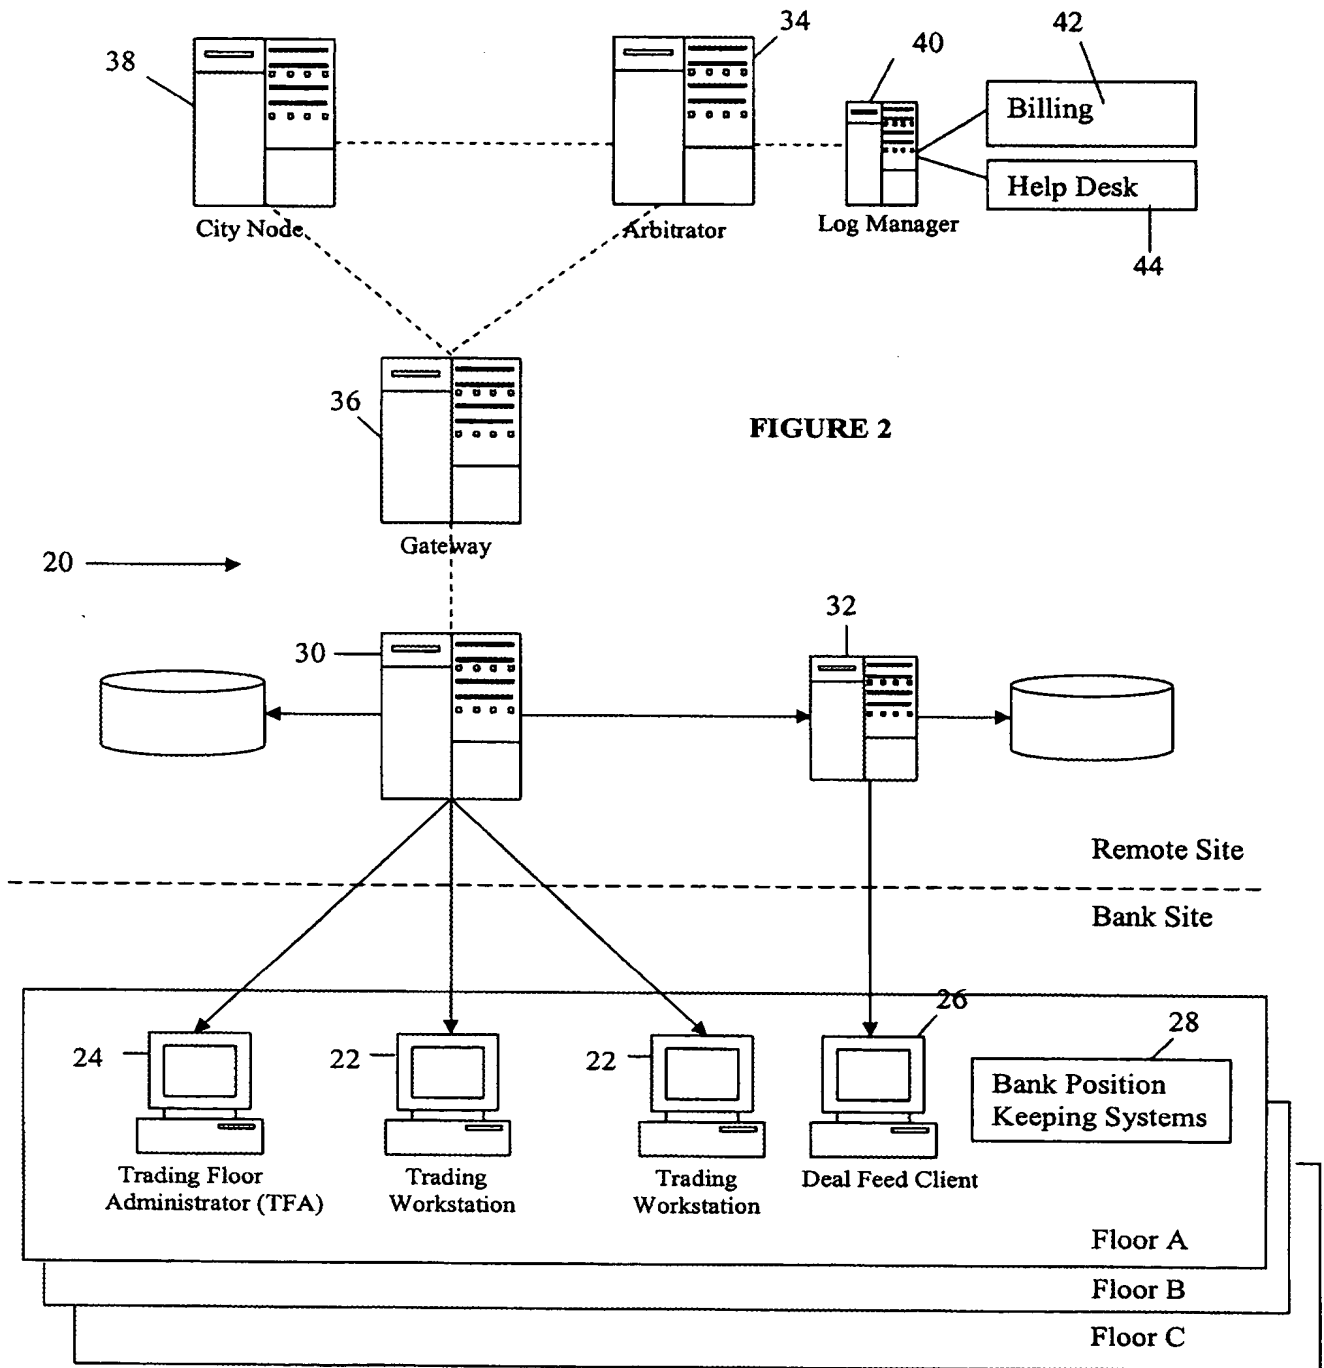 38
34
40
42
Billing
Help Desk
44
City Node
Arbitrator
Log Manager
36
FIGURE 2
Gateway
20
30
32
Remote Site
Bank Site
24
22
22
26
28
Bank Position
Keeping Systems
Trading Floor
Administrator (TFA)
Trading
Workstation
Trading
Workstation
Deal Feed Client
Floor A
Floor B
Floor C